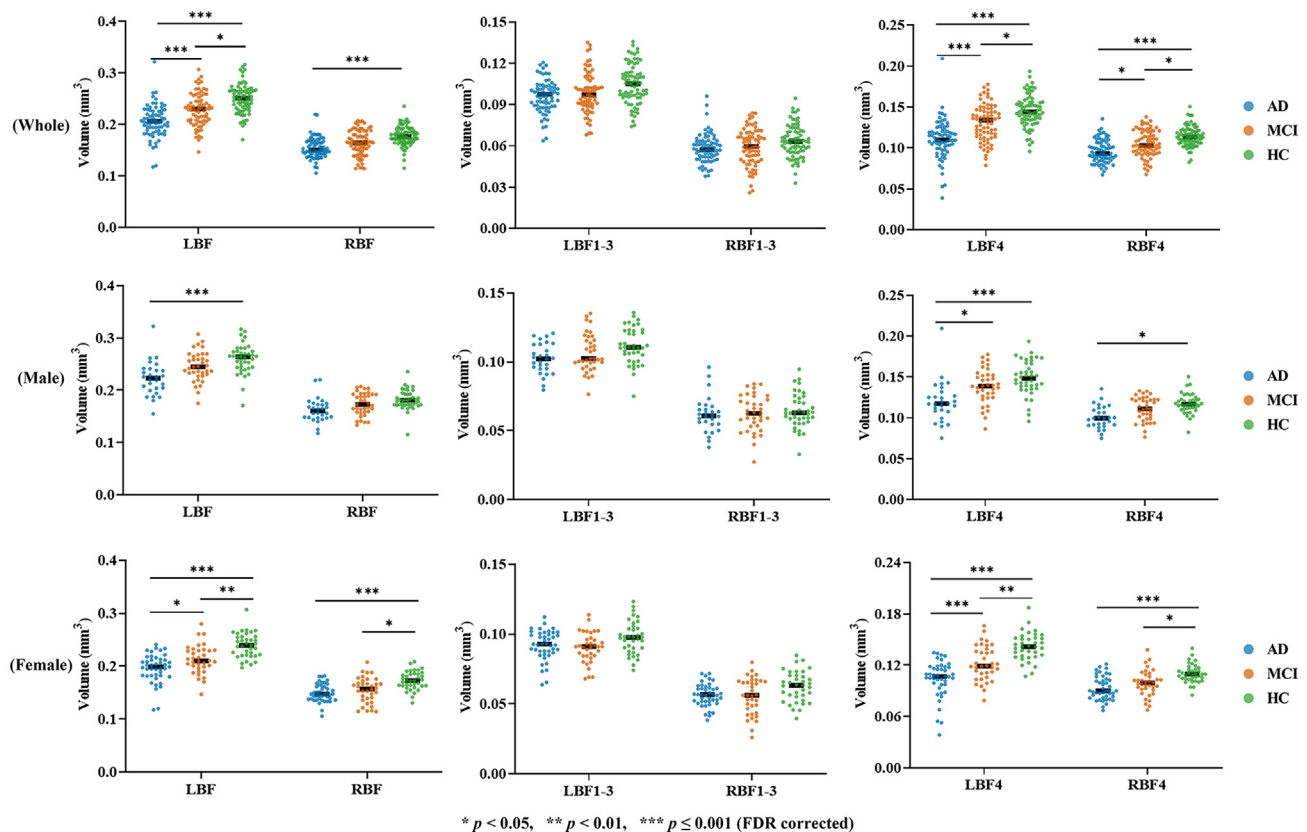 *** *** *
0.4
0.3
0.2
0.1
0.0
Volume (mm3)
(Whole)
***
LBF RBF
0.15
0.12
0.09
0.06
0.03
0.00
Volume (mm3)
LBF1-3 RBF1-3
*** *** *
*** * *
0.25
0.20
0.15
0.10
0.05
0.00
Volume (mm3)
LBF4 RBF4
AD
MCI
HC
(Male)
***
0.4
0.3
0.2
0.1
0.0
Volume (mm3)
LBF RBF
0.15
0.10
0.05
0.00
Volume (mm3)
LBF1-3 RBF1-3
*** *
*
0.25
0.20
0.15
0.10
0.05
0.00
Volume (mm3)
LBF4 RBF4
AD
MCI
HC
(Female)
*** * **
*** *
0.4
0.3
0.2
0.1
0.0
Volume (mm3)
LBF RBF
0.15
0.10
0.05
0.00
Volume (mm3)
LBF1-3 RBF1-3
*** *** **
*** *
0.24
0.18
0.12
0.06
0.00
Volume (mm3)
LBF4 RBF4
AD
MCI
HC
* p < 0.05, ** p < 0.01, *** p ≤ 0.001 (FDR corrected)